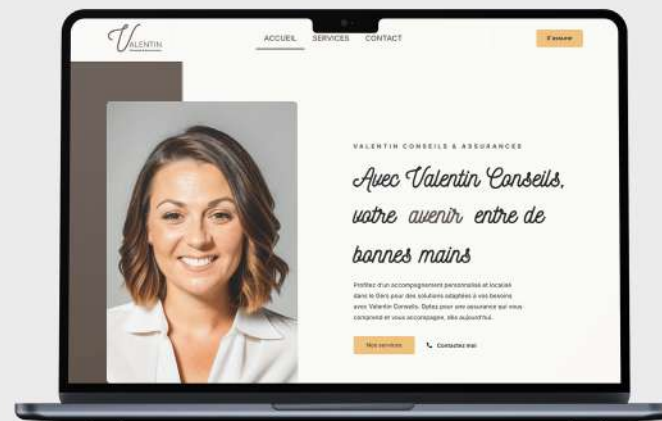 VALENTIN
ACCUEIL SERVICES CONTACT
S'assurer
VALENTIN CONSEILS & ASSURANCES
Avec Valentin Conseils,
votre avenir entre de
bonnes mains
Profitez d'un accompagnement personnalisé et localisé
dans le Gers pour des solutions adaptées à vos besoins
avec Valentin Conseils. Optez pour une assurance qui vous
comprend et vous accompagne, dès aujourd'hui.
Nos services Contactez moi